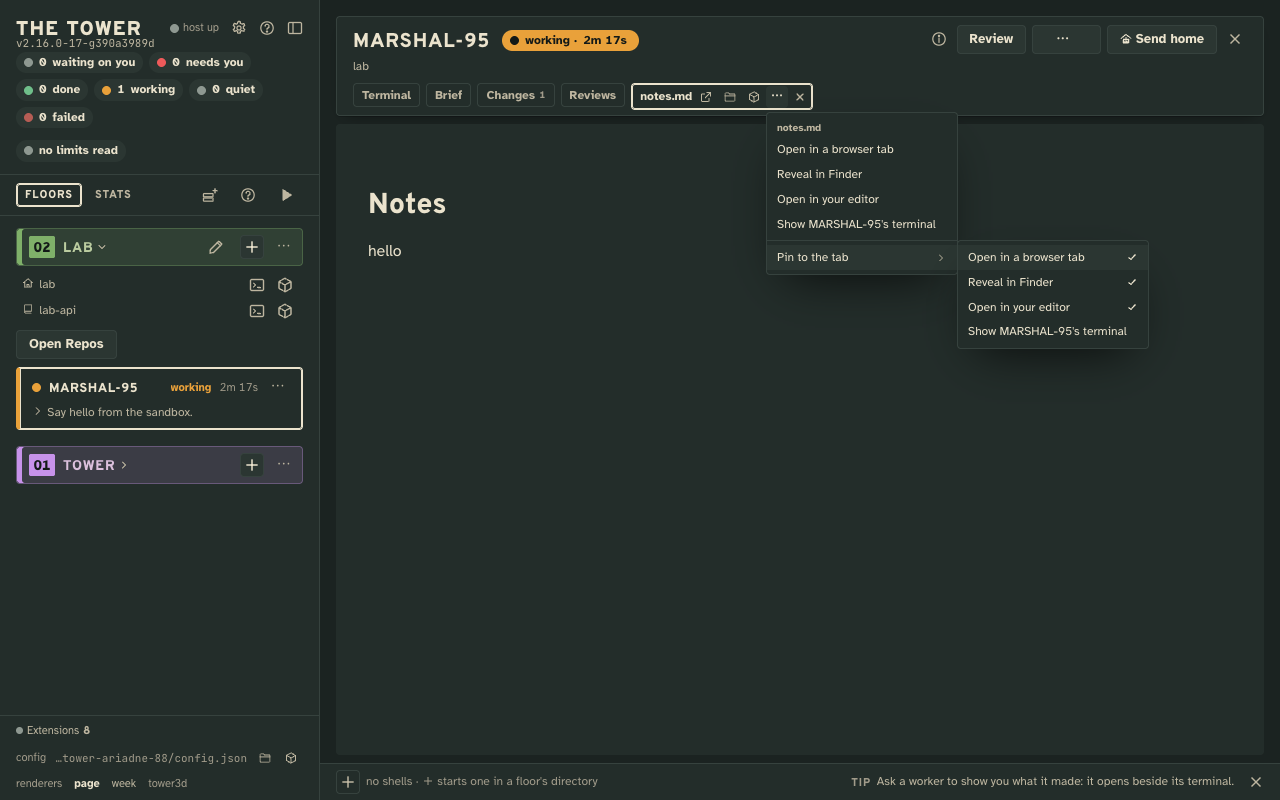 THE TOWER
host up
v2.16.0-17-g390a3989d
0 waiting on you
0 needs you
0 done
1 working
0 quiet
0 failed
no limits read
FLOORS
STATS
02 LAB
lab
lab-api
Open Repos
MARSHAL-95 working 2m 17s ···
Say hello from the sandbox.
01 TOWER
Extensions 8
config …tower-ariadne-88/config.json
renderers page week tower3d
MARSHAL-95 working · 2m 17s
Review
···
Send home
lab
Terminal
Brief
Changes 1
Reviews
notes.md
notes.md
Open in a browser tab
Reveal in Finder
Open in your editor
Show MARSHAL-95's terminal
Pin to the tab
Open in a browser tab
Reveal in Finder
Open in your editor
Show MARSHAL-95's terminal
Notes
hello
no shells · + starts one in a floor's directory
TIP Ask a worker to show you what it made: it opens beside its terminal.